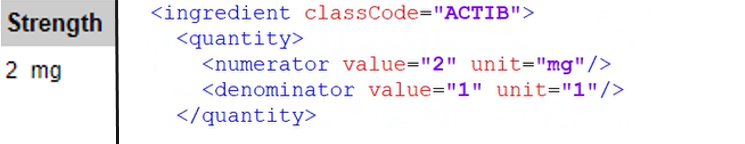 Strength
2 mg
<ingredient classCode="ACTIB">
<quantity>
<numerator value="2" unit="mg"/>
<denominator value="1" unit="1"/>
</quantity>